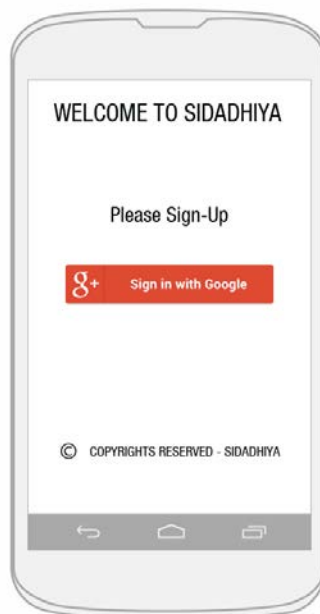 WELCOME TO SIDADHIYA
Please Sign-Up
g+ Sign in with Google
© COPYRIGHTS RESERVED - SIDADHIYA